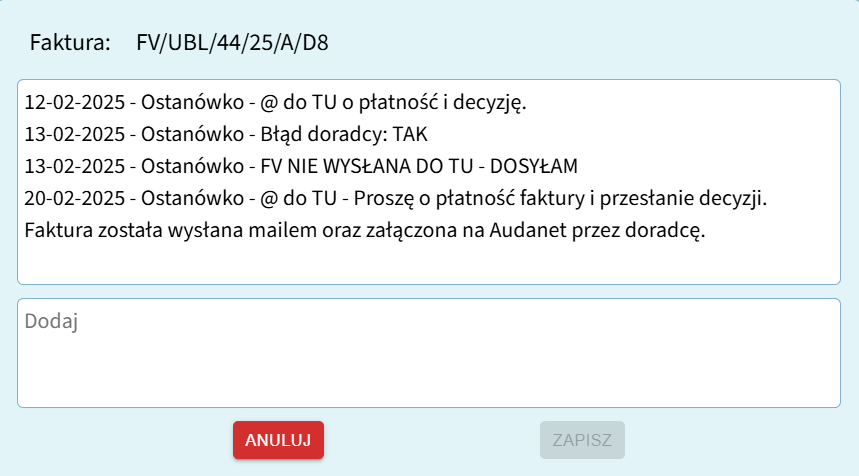 Faktura: FV/UBL/44/25/A/D8
12-02-2025 - Ostanówko - @ do TU o płatność i decyzję.
13-02-2025 - Ostanówko - Błąd doradcy: TAK
13-02-2025 - Ostanówko - FV NIE WYSŁANA DO TU - DOSYŁAM
20-02-2025 - Ostanówko - @ do TU - Proszę o płatność faktury i przesłanie decyzji.
Faktura została wysłana mailem oraz załączona na Audanet przez doradcę.
Dodaj
ANULUJ ZAPISZ